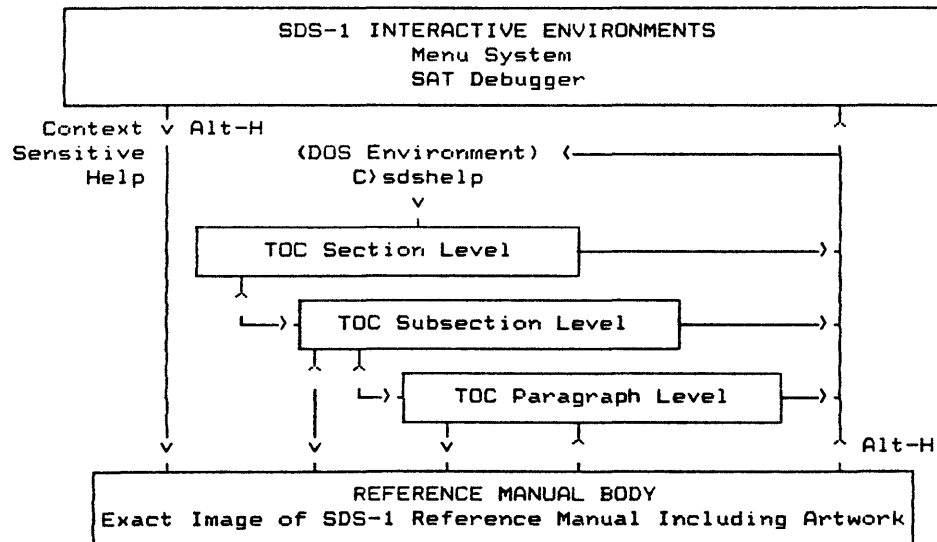 SDS-1 INTERACTIVE ENVIRONMENTS
Menu System
SAT Debugger
Context Alt-H
Sensitive (DOS Environment)
Help C>sdshelp
TOC Section Level
TOC Subsection Level
TOC Paragraph Level
Alt-H
REFERENCE MANUAL BODY
Exact Image of SDS-1 Reference Manual Including Artwork